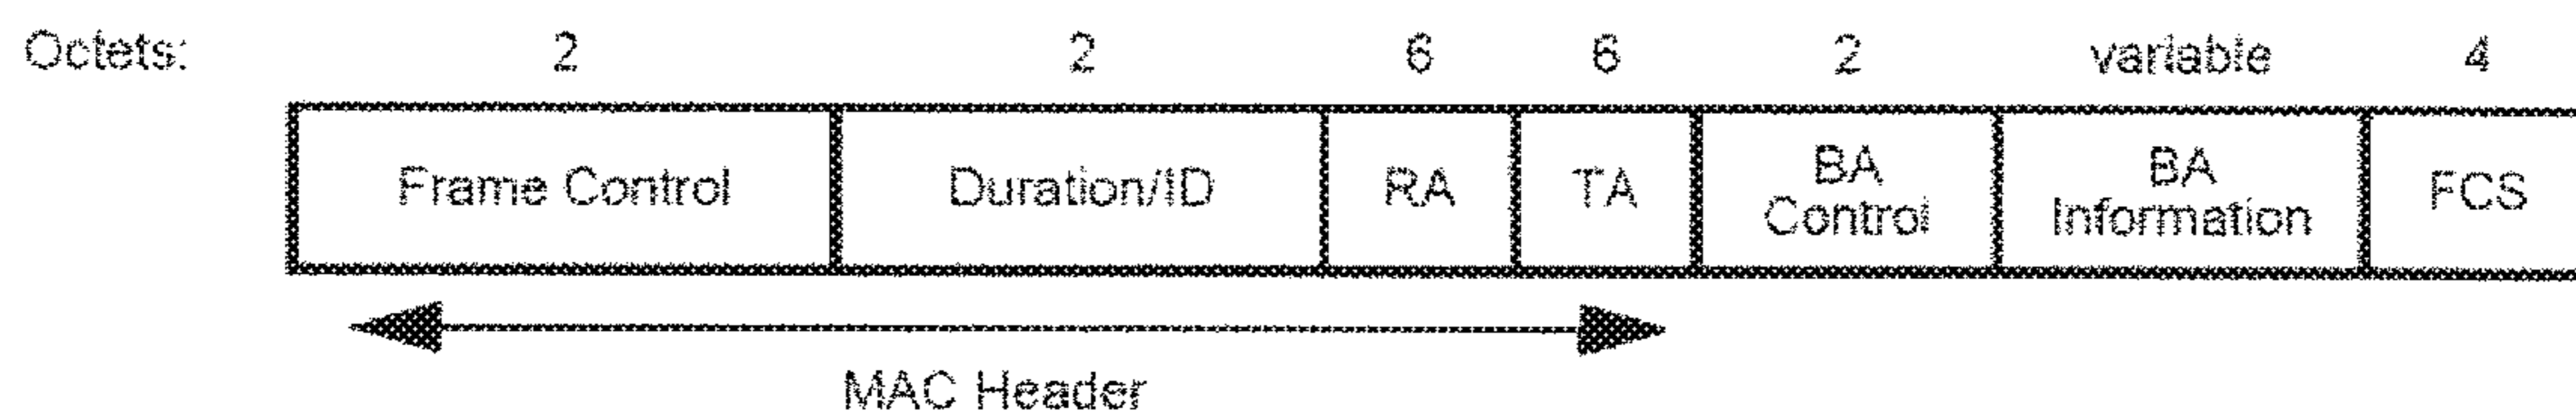 Octets: 2 2 6 6 2 variable 4
Frame Control Duration/ID RA TA BA Control BA Information FCS
MAC Header